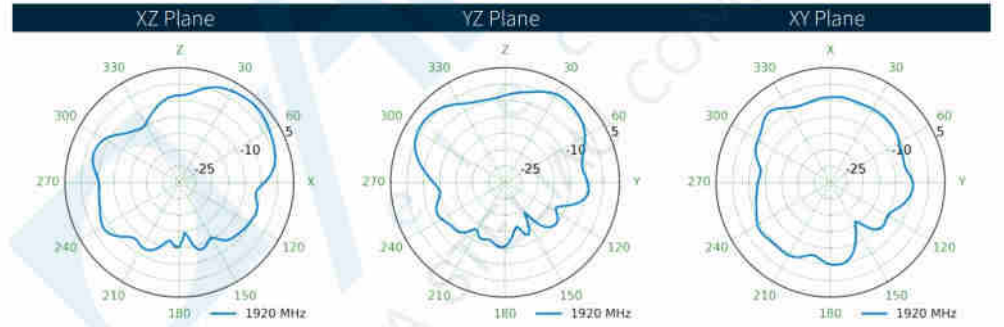 XZ Plane YZ Plane XY Plane
Z Z X
330 30 330 30 330 30
300 60 300 60 300 60
5 5 5
-10 -10 -10
-25 -25 -25
270 X 270 Y 270 Y
240 120 240 120 240 120
210 150 210 150 210 150
180 1920 MHz 180 1920 MHz 180 1920 MHz